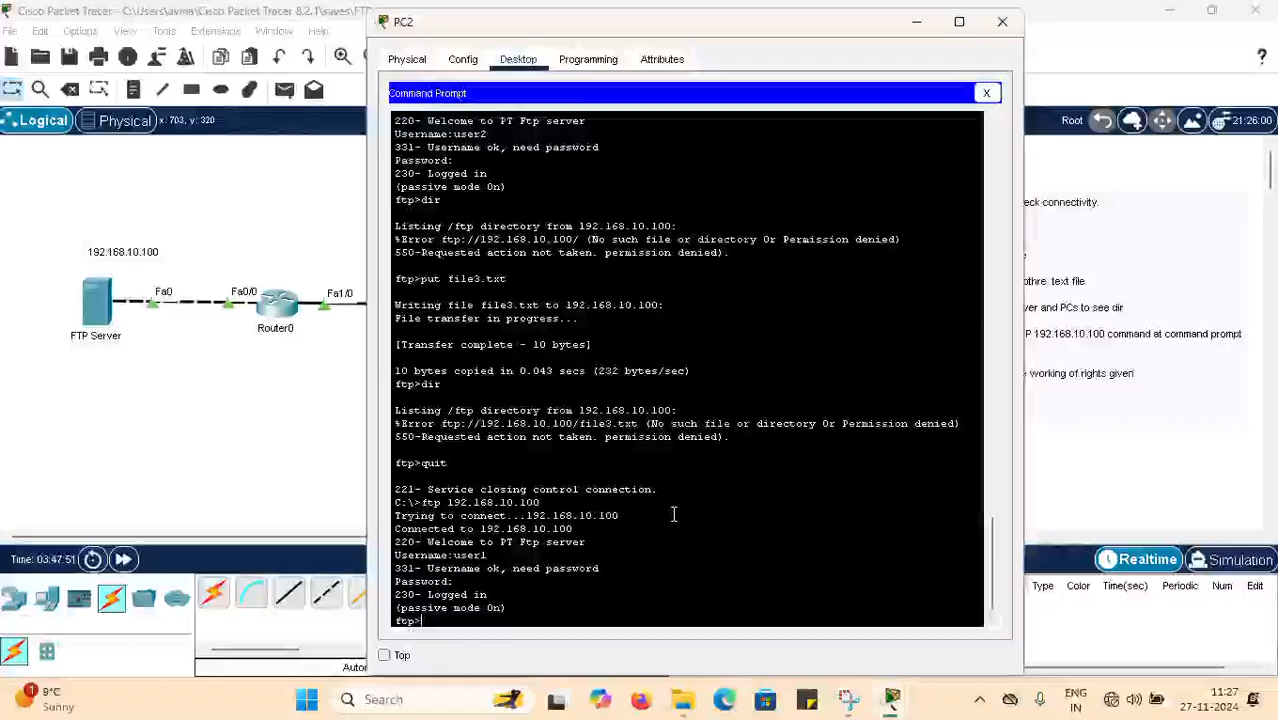 Cisco Packet Tracer
Cisco Packet Tracer 8.2.1\saves\FT
File Edit Options View Tools Extensions Window Help
PC2
Physical Config Desktop Programming Attributes
Command Prompt
X
Logical Physical x: 703, y: 320
Root 21:26:00
220- Welcome to PT Ftp server
Username:user2
331- Username ok, need password
Password:
230- Logged in
(passive mode On)
ftp>dir
Listing /ftp directory from 192.168.10.100:
%Error ftp://192.168.10.100/ (No such file or directory Or Permission denied)
550-Requested action not taken. permission denied).
ftp>put file3.txt
Writing file file3.txt to 192.168.10.100:
File transfer in progress...
[Transfer complete - 10 bytes]
10 bytes copied in 0.043 secs (232 bytes/sec)
ftp>dir
Listing /ftp directory from 192.168.10.100:
%Error ftp://192.168.10.100/file3.txt (No such file or directory Or Permission denied)
550-Requested action not taken. permission denied).
ftp>quit
221- Service closing control connection.
C:\>ftp 192.168.10.100
Trying to connect...192.168.10.100
Connected to 192.168.10.100
220- Welcome to PT Ftp server
Username:user1
331- Username ok, need password
Password:
230- Logged in
(passive mode On)
ftp>
Top
192.168.10.100
Fa0 Fa0/0 Fa1/0
FTP Server
Router0
eck connectivity.
othre, text file.
ver and PCs to see dir
P 192.168.10.100 command at command prompt
e working of rights given
Time: 03:47:51
Realtime Simulation
Type Color Time(sec) Periodic Num Edit
Auto
1
9°C
Sunny
Search
ENG
IN
11:27
27-11-2024